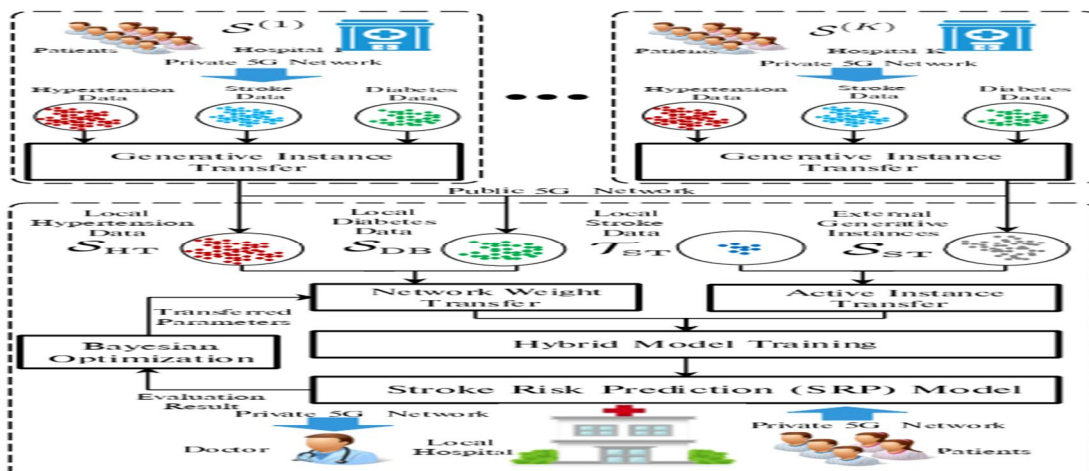 S(1)
Patients
Hospital 1
Private 5G Network
Hypertension Data
Stroke Data
Diabetes Data
Generative Instance Transfer
S(K)
Patients
Hospital K
Private 5G Network
Hypertension Data
Stroke Data
Diabetes Data
Generative Instance Transfer
Public 5G Network
Local Hypertension Data
S_HT
Local Diabetes Data
S_DB
Local Stroke Data
T_ST
External Generative Instances
S_ST
Network Weight Transfer
Active Instance Transfer
Transferred Parameters
Bayesian Optimization
Hybrid Model Training
Stroke Risk Prediction (SRP) Model
Evaluation Result
Private 5G Network
Doctor
Local Hospital
Private 5G Network
Patients